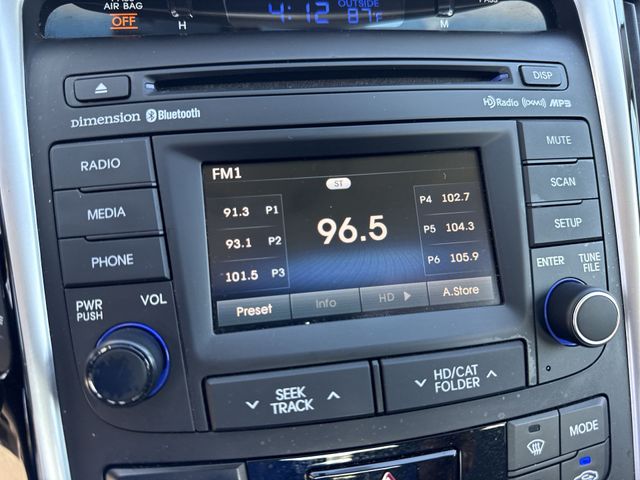 AIR BAG
OFF
H
4:12
OUTSIDE
87°F
M
DISP
Dimension Bluetooth
HD Radio (XM) MP3
RADIO
MEDIA
PHONE
PWR
PUSH
VOL
FM1
ST
91.3 P1
93.1 P2
101.5 P3
96.5
P4 102.7
P5 104.3
P6 105.9
Preset
Info
HD
A.Store
MUTE
SCAN
SETUP
ENTER
TUNE
FILE
SEEK
TRACK
HD/CAT
FOLDER
MODE